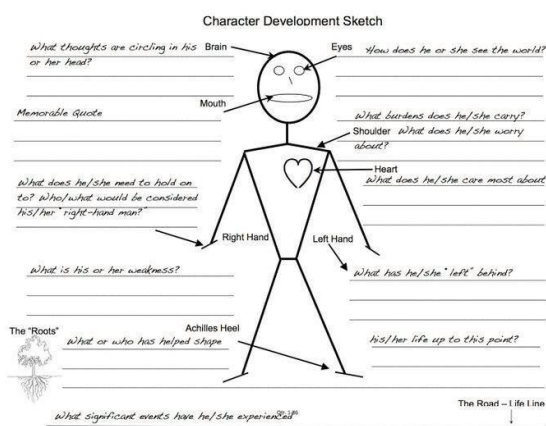 Character Development Sketch
What thoughts are circling in his
or her head?
Brain
Eyes
How does he or she see the world?
Mouth
Memorable Quote
What burdens does he/she carry?
Shoulder
What does he/she worry
about?
Heart
What does he/she care most about
What does he/she need to hold on
to? Who/what would be considered
his/her "right-hand man?"
Right Hand
Left Hand
What is his or her weakness?
What has he/she "left" behind?
The "Roots"
Achilles Heel
What or who has helped shape
his/her life up to this point?
The Road – Life Line
What significant events have he/she experienced